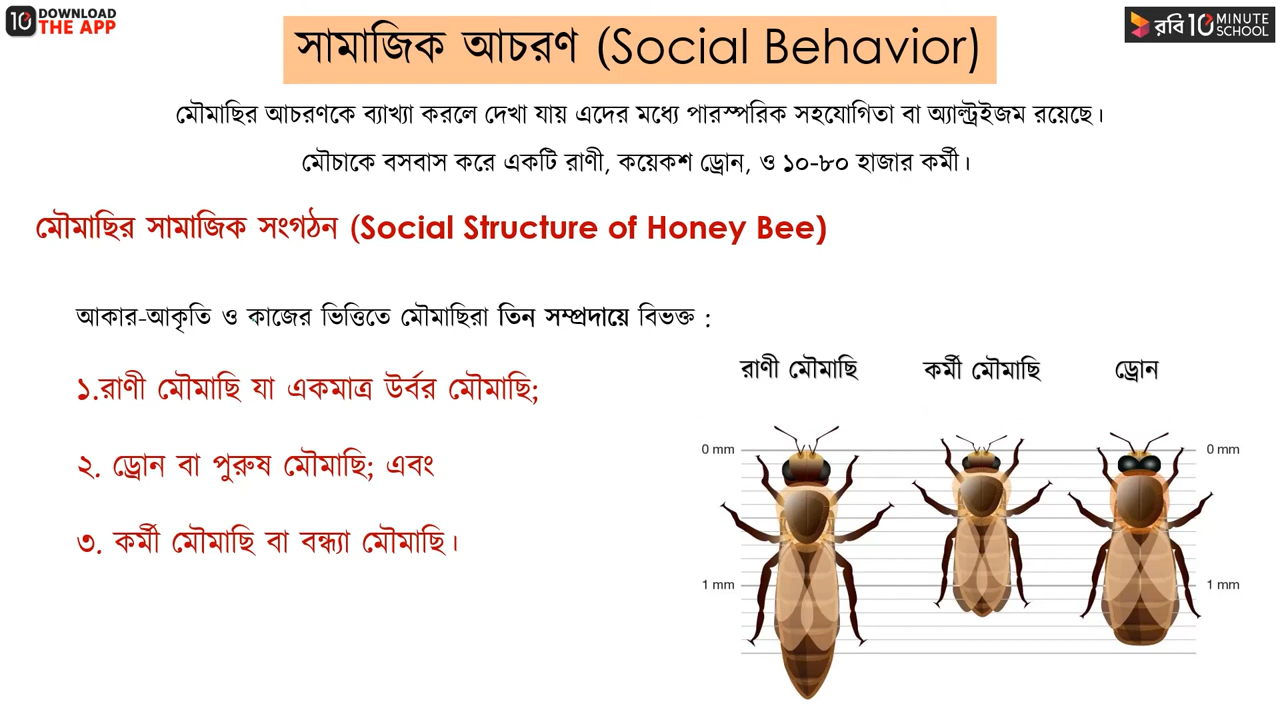 DOWNLOAD
THE APP
রবি 10 MINUTE SCHOOL
সামাজিক আচরণ (Social Behavior)
মৌমাছির আচরণকে ব্যাখ্যা করলে দেখা যায় এদের মধ্যে পারস্পরিক সহযোগিতা বা অ্যাল্ট্রুইজম রয়েছে।
মৌচাকে বসবাস করে একটি রাণী, কয়েকশ ড্রোন, ও ১০-৮০ হাজার কর্মী।
মৌমাছির সামাজিক সংগঠন (Social Structure of Honey Bee)
আকার-আকৃতি ও কাজের ভিত্তিতে মৌমাছিরা তিন সম্প্রদায়ে বিভক্ত :
১.রাণী মৌমাছি যা একমাত্র উর্বর মৌমাছি;
২. ড্রোন বা পুরুষ মৌমাছি; এবং
৩. কর্মী মৌমাছি বা বন্ধ্যা মৌমাছি।
রাণী মৌমাছি কর্মী মৌমাছি ড্রোন
0 mm 0 mm
1 mm 1 mm